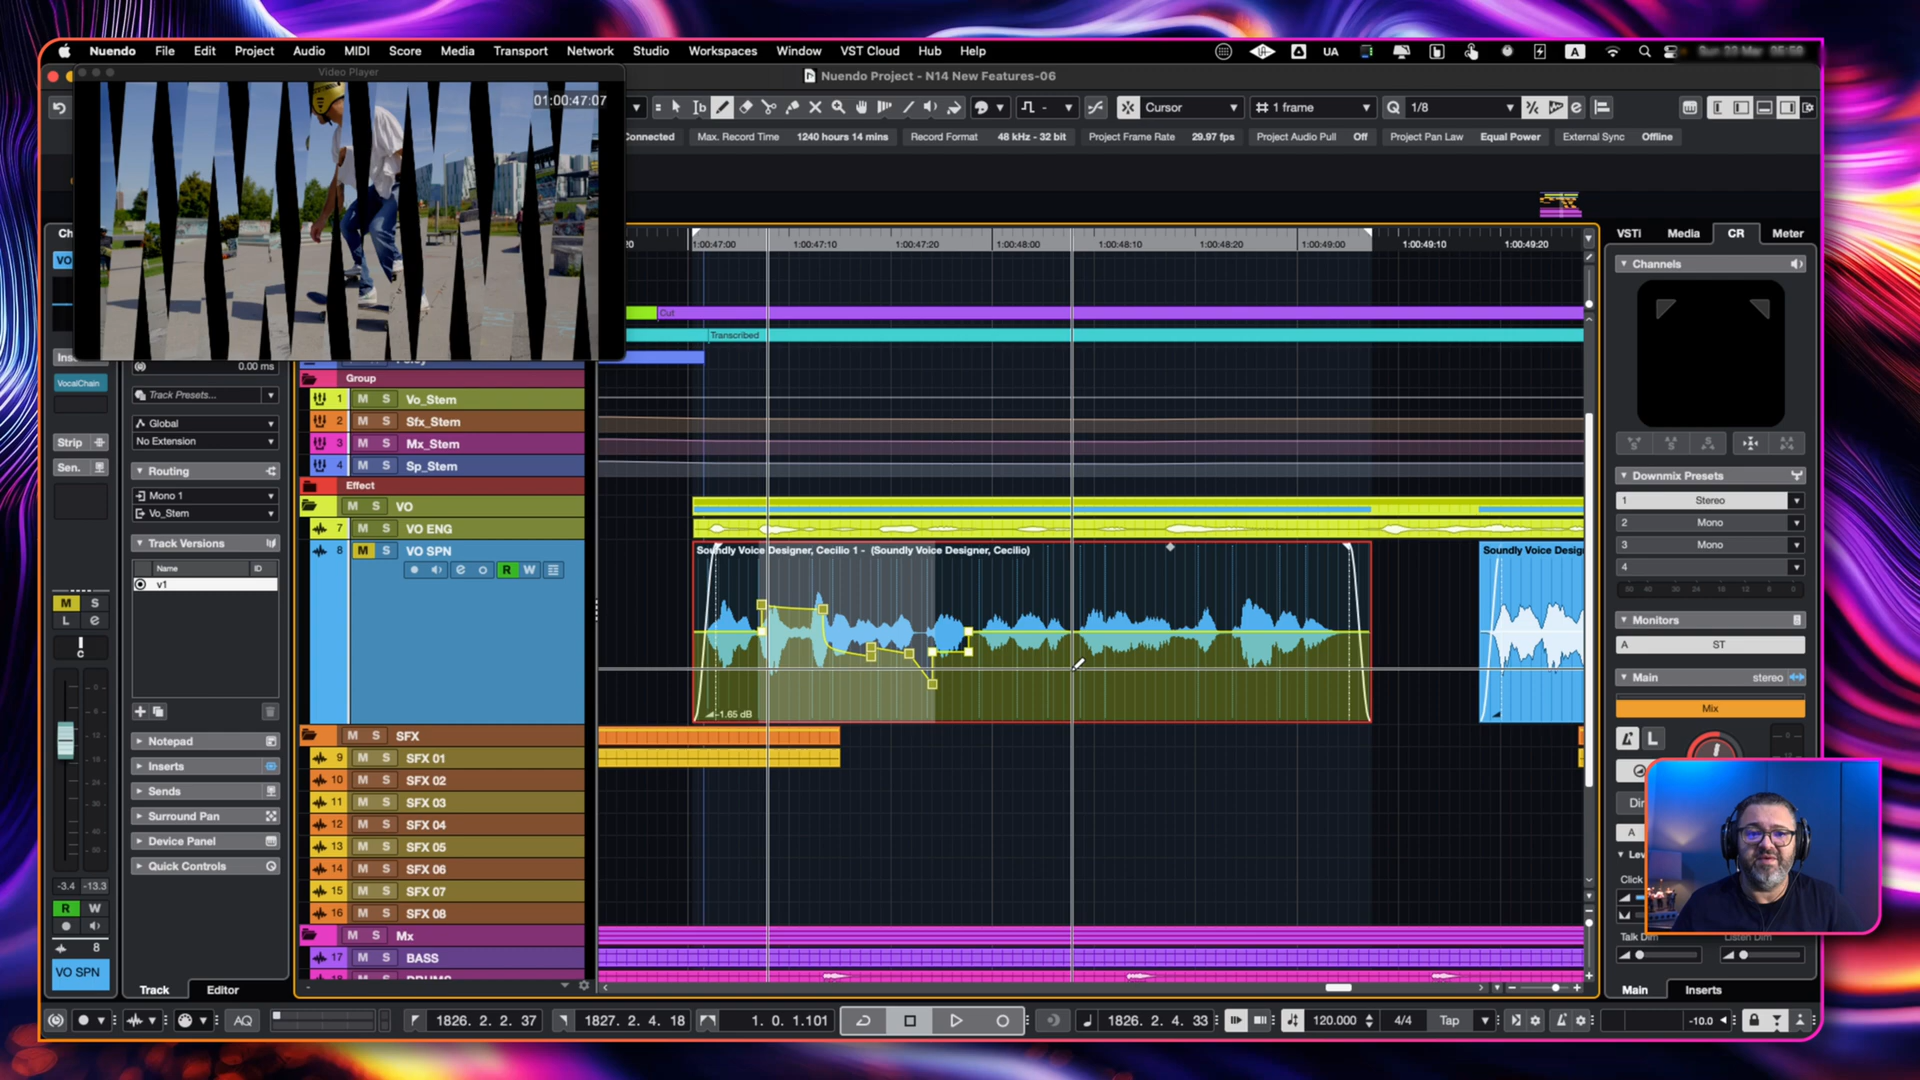 Nuendo File Edit Project Audio MIDI Score Media Transport Network Studio Workspaces Window VST Cloud Hub Help UA A
Video Player
Nuendo Project - N14 New Features-06
01:00:47:07
Cursor 1 frame Q 1/8
onnected Max. Record Time 1240 hours 14 mins Record Format 48 kHz - 32 bit Project Frame Rate 29.97 fps Project Audio Pull Off Project Pan Law Equal Power External Sync Offline
Ch
VO
Ins
VocalChain
Strip
Sen.
M S
L e
C
-3.4 -13.3
R W
8
VO SPN
0.00 ms
Track Presets...
Global
No Extension
Routing
Mono 1
Vo_Stem
Track Versions
Name ID
v1
Notepad
Inserts
Sends
Surround Pan
Device Panel
Quick Controls
Track Editor
Group
1 M S Vo_Stem
2 M S Sfx_Stem
3 M S Mx_Stem
4 M S Sp_Stem
Effect
M S VO
7 M S VO ENG
8 M S VO SPN
R W
M S SFX
9 M S SFX 01
10 M S SFX 02
11 M S SFX 03
12 M S SFX 04
13 M S SFX 05
14 M S SFX 06
15 M S SFX 07
16 M S SFX 08
M S Mx
17 M S BASS
20 1:00:47:00 1:00:47:10 1:00:47:20 1:00:48:00 1:00:48:10 1:00:48:20 1:00:49:00 1:00:49:10 1:00:49:20
Cut
Transcribed
Soundly Voice Designer, Cecilio 1 - (Soundly Voice Designer, Cecilio)
Soundly Voice Desig
-1.65 dB
VSTi Media CR Meter
Channels
Downmix Presets
1 Stereo
2 Mono
3 Mono
4
Monitors
A ST
Main stereo
Mix
L
Dir
A
Lev
Click
Talk Dim Listen Dim
Main Inserts
AQ 1826. 2. 2. 37 1827. 2. 4. 18 1. 0. 1.101 1826. 2. 4. 33 120.000 4/4 Tap -10.0